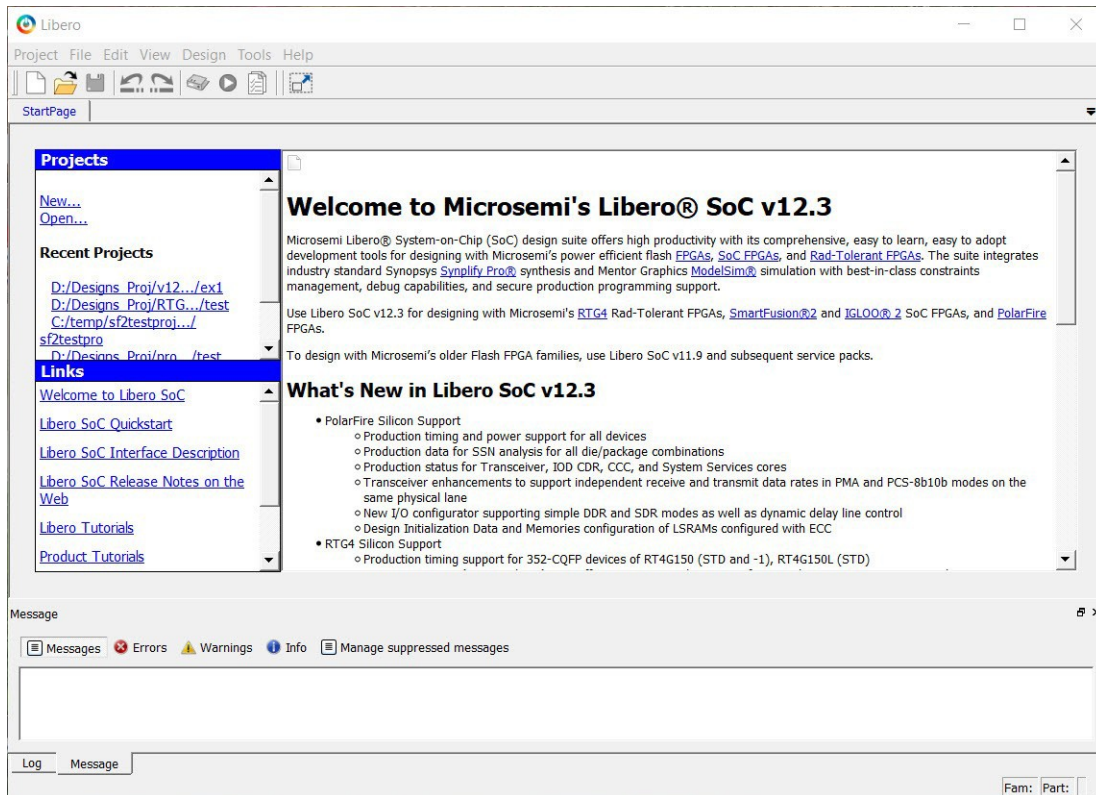 Libero
Project File Edit View Design Tools Help
StartPage
Projects
New...
Open...
Recent Projects
D:/Designs_Proj/v12.../ex1
D:/Designs_Proj/RTG.../test
C:/temp/sf2testproj.../
sf2testpro
D:/Designs_Proj/pro.../test
Links
Welcome to Libero SoC
Libero SoC Quickstart
Libero SoC Interface Description
Libero SoC Release Notes on the
Web
Libero Tutorials
Product Tutorials
Welcome to Microsemi's Libero® SoC v12.3
Microsemi Libero® System-on-Chip (SoC) design suite offers high productivity with its comprehensive, easy to learn, easy to adopt
development tools for designing with Microsemi's power efficient flash FPGAs, SoC FPGAs, and Rad-Tolerant FPGAs. The suite integrates
industry standard Synopsys Synplify Pro® synthesis and Mentor Graphics ModelSim® simulation with best-in-class constraints
management, debug capabilities, and secure production programming support.
Use Libero SoC v12.3 for designing with Microsemi's RTG4 Rad-Tolerant FPGAs, SmartFusion®2 and IGLOO® 2 SoC FPGAs, and PolarFire
FPGAs.
To design with Microsemi's older Flash FPGA families, use Libero SoC v11.9 and subsequent service packs.
What's New in Libero SoC v12.3
• PolarFire Silicon Support
○ Production timing and power support for all devices
○ Production data for SSN analysis for all die/package combinations
○ Production status for Transceiver, IOD CDR, CCC, and System Services cores
○ Transceiver enhancements to support independent receive and transmit data rates in PMA and PCS-8b10b modes on the
same physical lane
○ New I/O configurator supporting simple DDR and SDR modes as well as dynamic delay line control
○ Design Initialization Data and Memories configuration of LSRAMs configured with ECC
• RTG4 Silicon Support
○ Production timing support for 352-CQFP devices of RT4G150 (STD and -1), RT4G150L (STD)
Message
Messages Errors Warnings Info Manage suppressed messages
Log Message
Fam: Part: